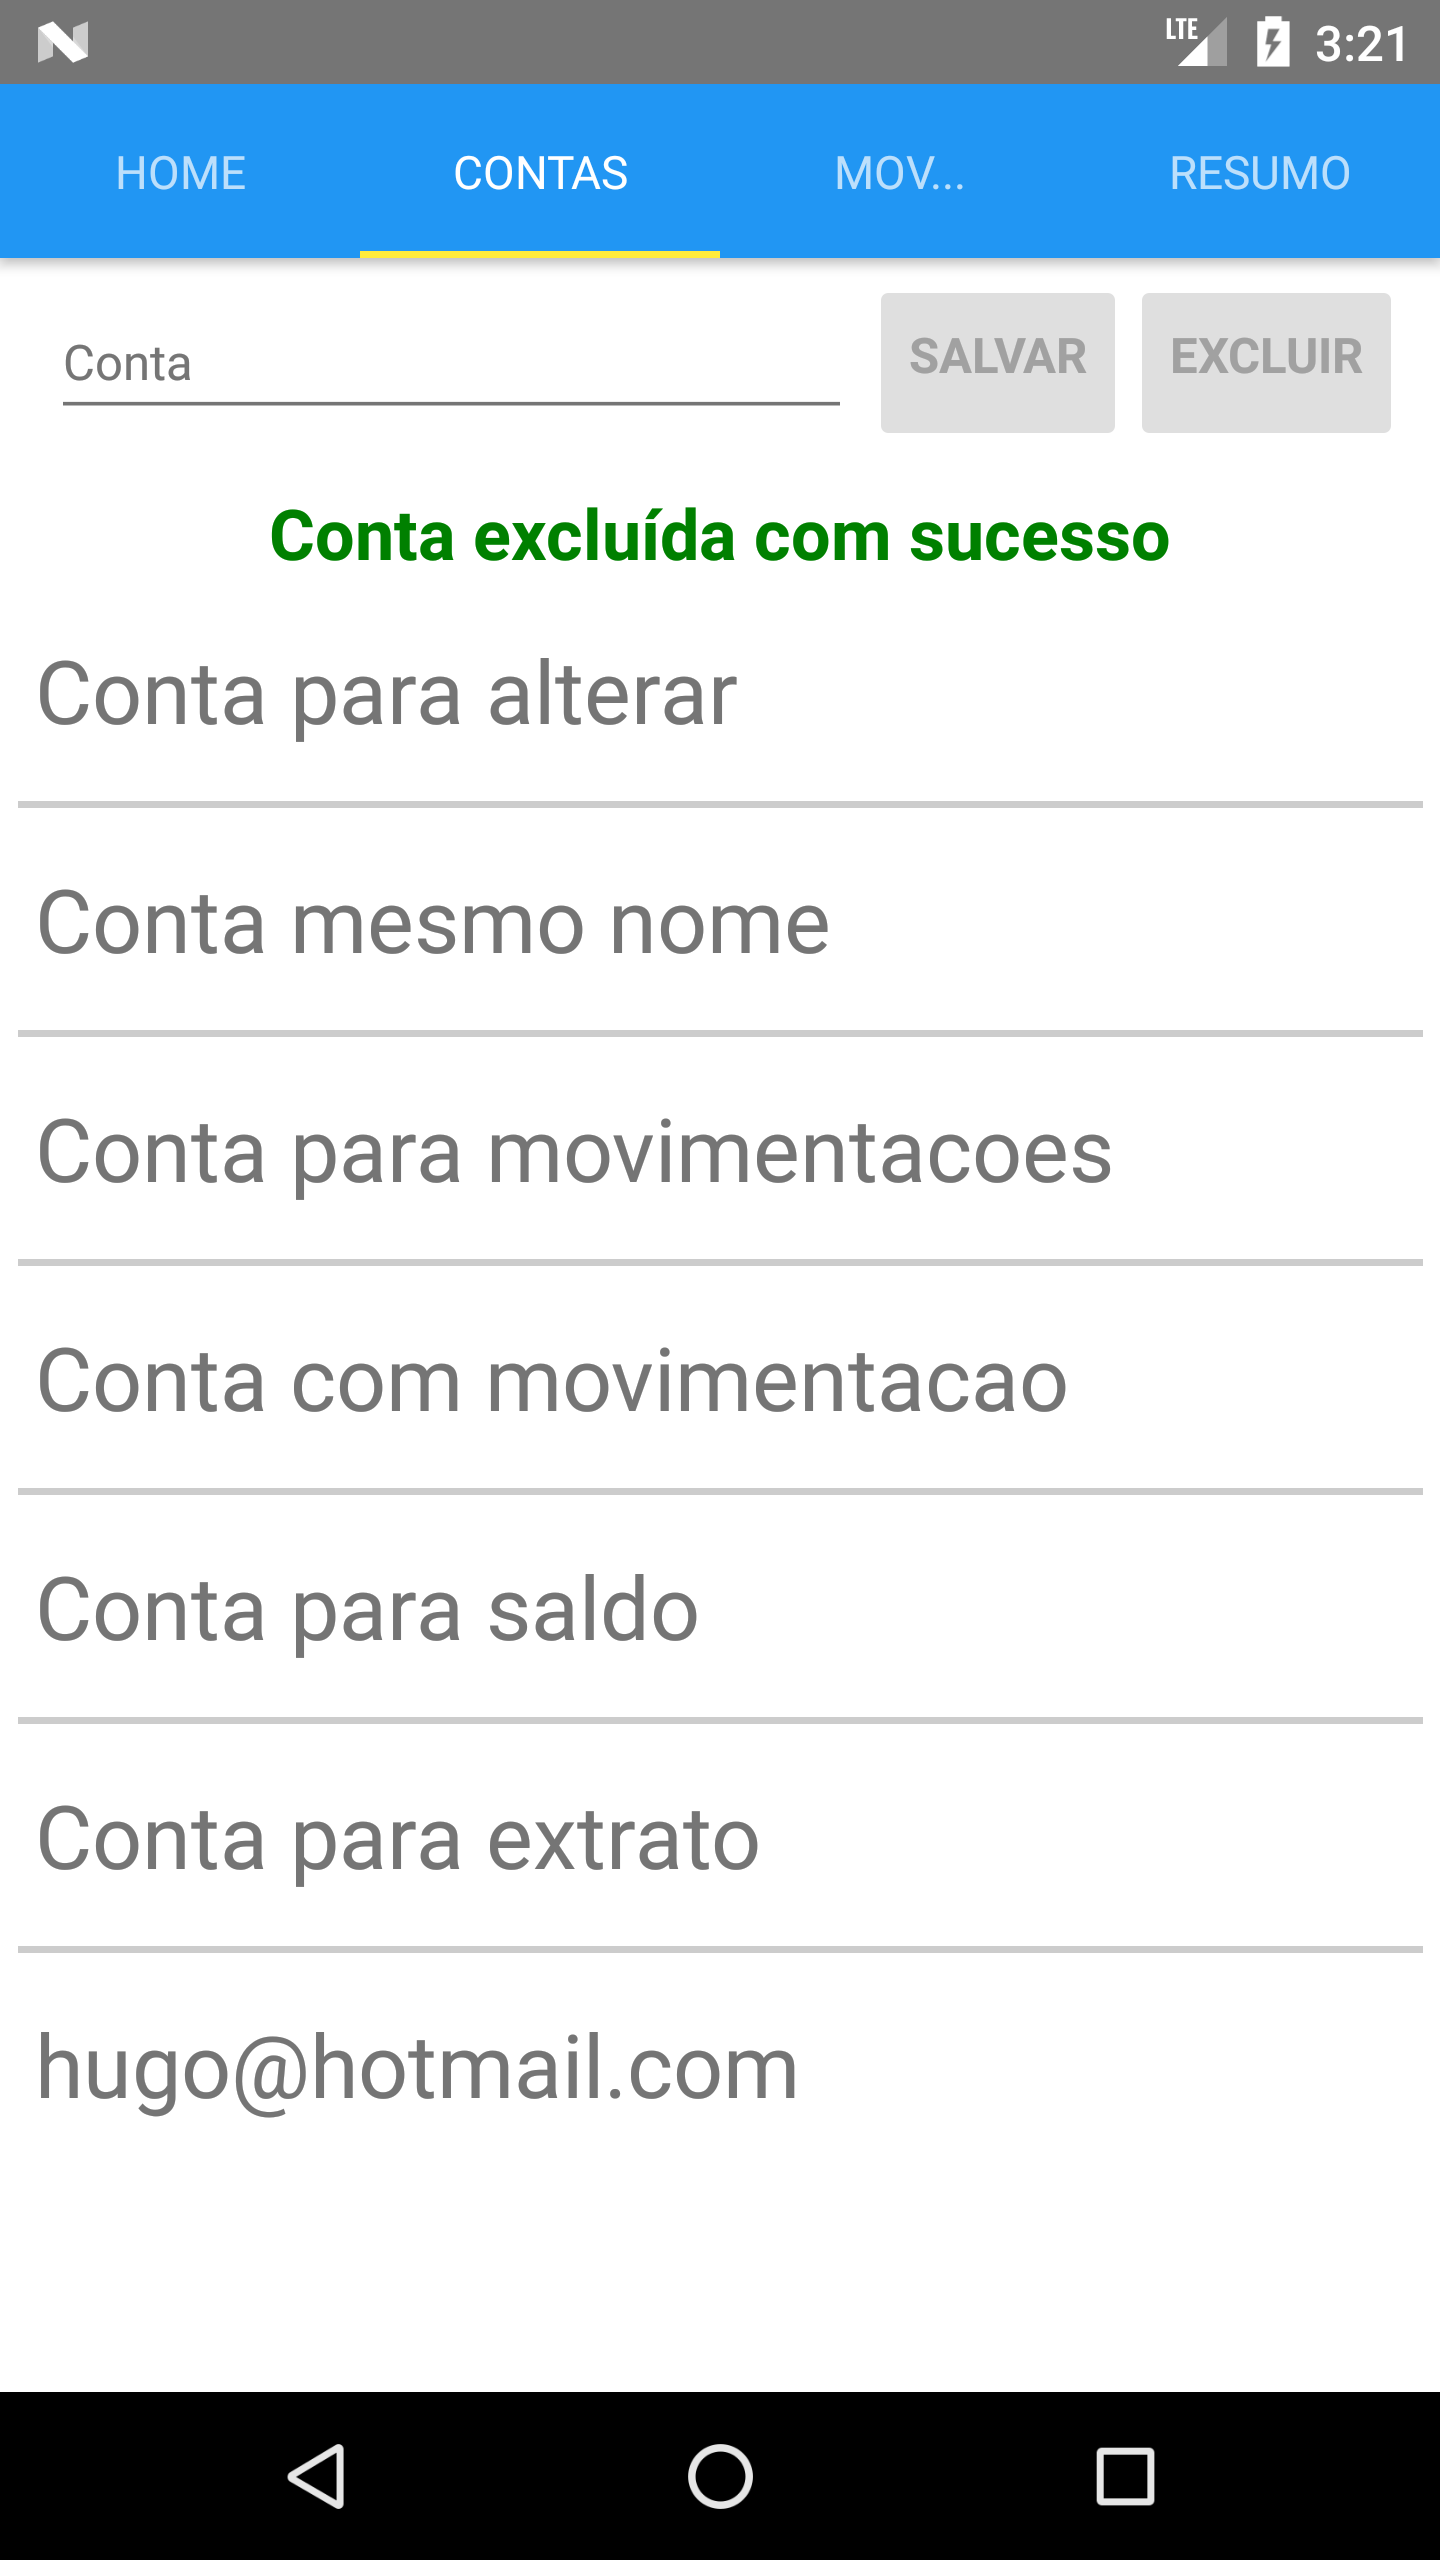 LTE 3:21
HOME CONTAS MOV... RESUMO
Conta SALVAR EXCLUIR
Conta excluída com sucesso
Conta para alterar
Conta mesmo nome
Conta para movimentacoes
Conta com movimentacao
Conta para saldo
Conta para extrato
hugo@hotmail.com